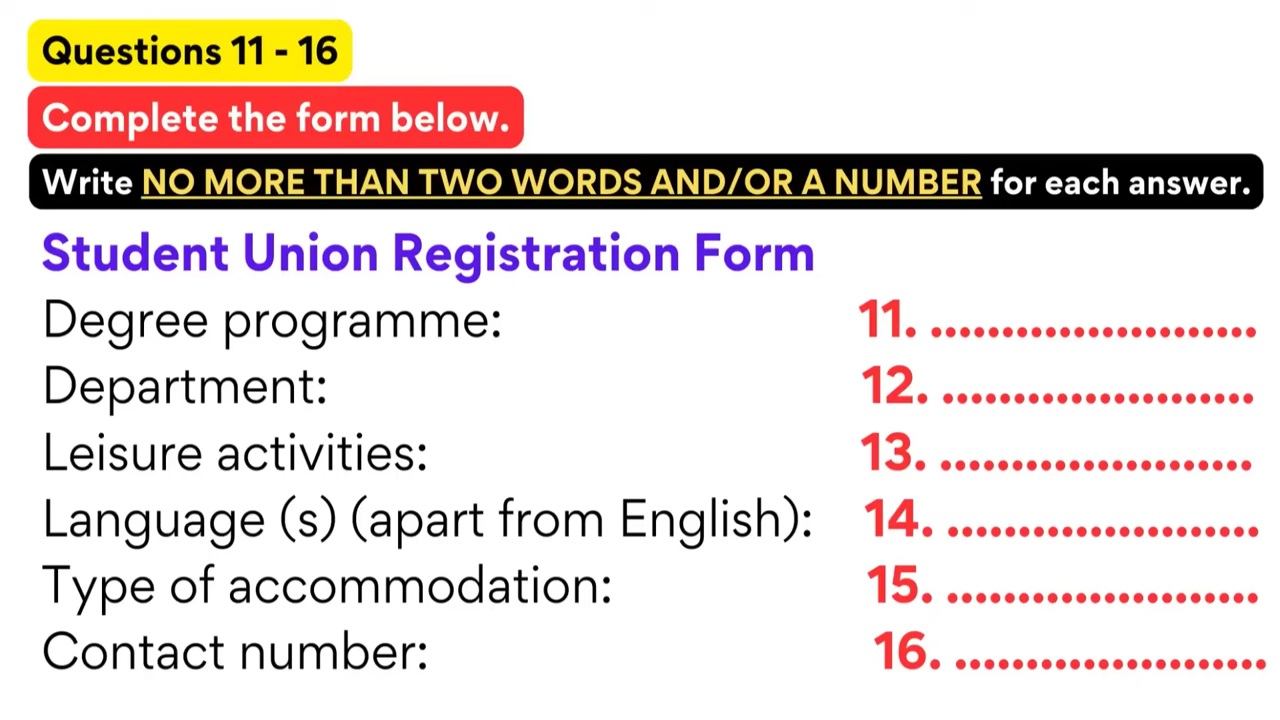 Questions 11 - 16
Complete the form below.
Write NO MORE THAN TWO WORDS AND/OR A NUMBER for each answer.
Student Union Registration Form
Degree programme: 11. .......................
Department: 12. ......................
Leisure activities: 13. ......................
Language (s) (apart from English): 14. ......................
Type of accommodation: 15. ......................
Contact number: 16. ......................